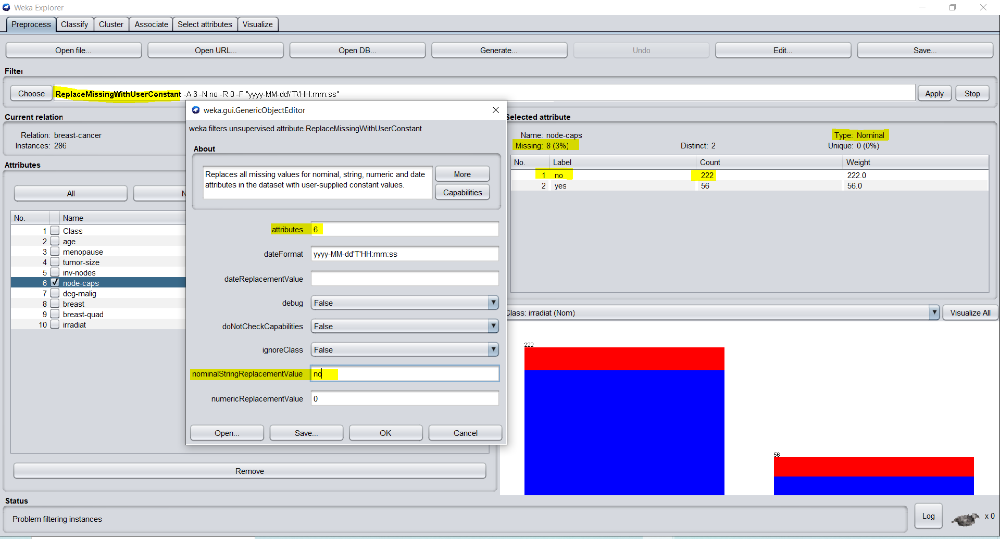 Weka Explorer
Preprocess Classify Cluster Associate Select attributes Visualize
Open file... Open URL... Open DB... Generate... Undo Edit... Save...
Filter
Choose ReplaceMissingWithUserConstant -A 6 -N no -R 0 -F "yyyy-MM-dd\'T\'HH:mm:ss" Apply Stop
Current relation
Relation: breast-cancer
Instances: 286
Attributes
All N
No. Name
1 Class
2 age
3 menopause
4 tumor-size
5 inv-nodes
6 node-caps
7 deg-malig
8 breast
9 breast-quad
10 irradiat
Remove
weka.gui.GenericObjectEditor
weka.filters.unsupervised.attribute.ReplaceMissingWithUserConstant
About
Replaces all missing values for nominal, string, numeric and date
attributes in the dataset with user-supplied constant values.
More
Capabilities
attributes 6
dateFormat yyyy-MM-dd'T'HH:mm:ss
dateReplacementValue
debug False
doNotCheckCapabilities False
ignoreClass False
nominalStringReplacementValue no
numericReplacementValue 0
Open... Save... OK Cancel
Selected attribute
Name: node-caps Type: Nominal
Missing: 8 (3%) Distinct: 2 Unique: 0 (0%)
No. Label Count Weight
1 no 222 222.0
2 yes 56 56.0
Class: irradiat (Nom) Visualize All
222
56
Status
Problem filtering instances
Log x 0